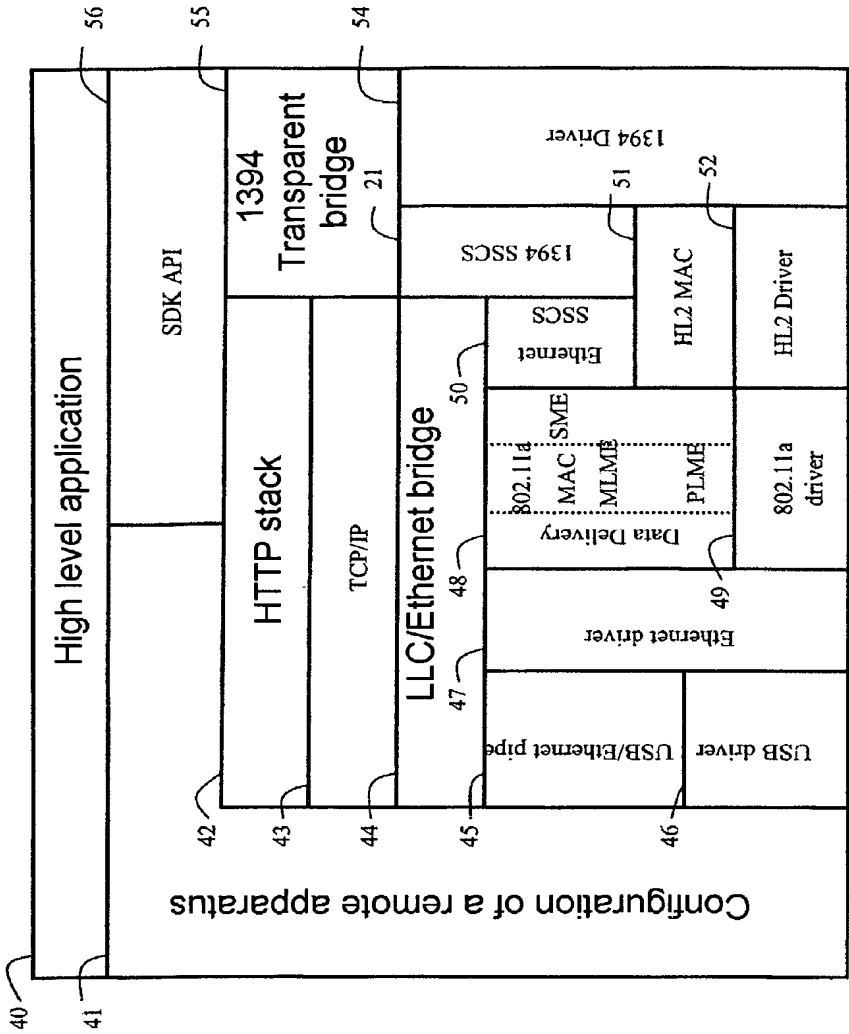 56
55
54
40
High level application
41
SDK API
1394
Transparent
bridge
21
42
HTTP stack
43
TCP/IP
44
LLC/Ethernet bridge
45
47
48
50
51
52
1394 Driver
1394 SSCS
Ethernet
SSCS
HL2 MAC
HL2 Driver
802.11a
MAC
MLME
PLME
SME
Data Delivery
49
802.11a
driver
Ethernet driver
USB/Ethernet pipe
46
USB driver
Configuration of a remote apparatus